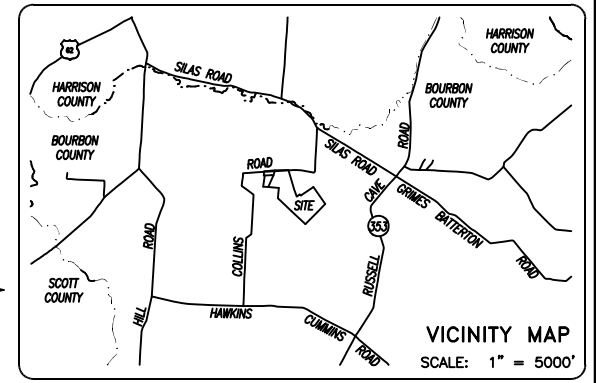 62
HARRISON
COUNTY
SILAS ROAD
HARRISON
COUNTY
BOURBON
COUNTY
BOURBON
COUNTY
ROAD
SILAS ROAD
ROAD
CAVE
GRIMES
BATTERTON
ROAD
SITE
353
ROAD
COLLINS
RUSSELL
SCOTT
COUNTY
HILL
HAWKINS
CUMMINS
ROAD
VICINITY MAP
SCALE: 1" = 5000'